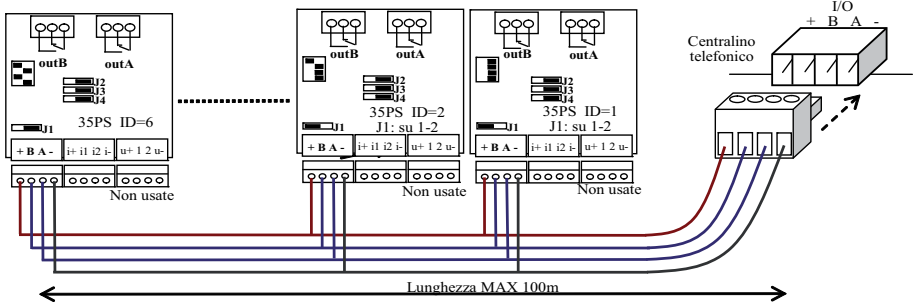 I/O
+ B A -
Centralino
telefonico
outB outA
J2
J3
J4
J1
35PS ID=6
+ B A - i+ i1 i2 i- u+ 1 2 u-
Non usate
outB outA
J2
J3
J4
35PS ID=2
J1 J1: su 1-2
+ B A - i+ i1 i2 i- u+ 1 2 u-
Non usate
outB outA
J2
J3
J4
35PS ID=1
J1 J1: su 1-2
+ B A - i+ i1 i2 i- u+ 1 2 u-
Non usate
Lunghezza MAX 100m